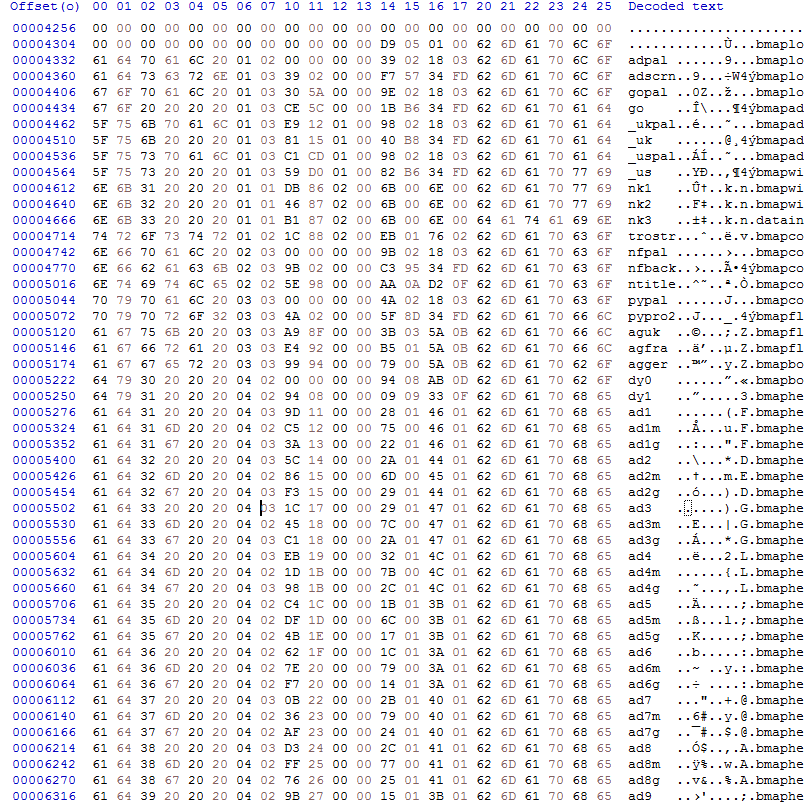 Offset(o) 00 01 02 03 04 05 06 07 10 11 12 13 14 15 16 17 20 21 22 23 24 25 Decoded text
00004256 00 00 00 00 00 00 00 00 00 00 00 00 00 00 00 00 00 00 00 00 00 00 ......................
00004304 00 00 00 00 00 00 00 00 00 00 00 00 D9 05 01 00 62 6D 61 70 6C 6F ............Ù...bmaplo
00004332 61 64 70 61 6C 20 01 03 00 00 00 00 39 02 18 03 62 6D 61 70 6C 6F adpal ......9...bmaplo
00004360 61 64 73 63 72 6E 01 03 39 02 00 00 F7 57 34 FD 62 6D 61 70 6C 6F adscrn..9...÷W4ýbmaplo
00004406 67 6F 70 61 6C 20 01 03 30 5A 00 00 9E 02 18 03 62 6D 61 70 6C 6F gopal ..0Z..ž...bmaplo
00004434 67 6F 20 20 20 20 01 03 CE 5C 00 00 1B B6 34 FD 62 6D 61 70 61 64 go    ..Î\...¶4ýbmapad
00004462 5F 75 6B 70 61 6C 01 03 E9 12 01 00 98 02 18 03 62 6D 61 70 61 64 _ukpal..é...˜...bmapad
00004510 5F 75 6B 20 20 20 01 03 81 15 01 00 40 B8 34 FD 62 6D 61 70 61 64 _uk   ......@¸4ýbmapad
00004536 5F 75 73 70 61 6C 01 03 C1 CD 01 00 98 02 18 03 62 6D 61 70 61 64 _uspal..ÁÍ..˜...bmapad
00004564 5F 75 73 20 20 20 01 03 59 D0 01 00 82 B6 34 FD 62 6D 61 70 77 69 _us   ..YÐ..‚¶4ýbmapwi
00004612 6E 6B 31 20 20 20 01 01 DB 86 02 00 6B 00 6E 00 62 6D 61 70 77 69 nk1   ..Û†..k.n.bmapwi
00004640 6E 6B 32 20 20 20 01 01 46 87 02 00 6B 00 6E 00 62 6D 61 70 77 69 nk2   ..F‡..k.n.bmapwi
00004666 6E 6B 33 20 20 20 01 01 B1 87 02 00 6B 00 6E 00 64 61 74 61 69 6E nk3   ..±‡..k.n.datain
00004714 74 72 6F 73 74 72 01 02 1C 88 02 00 EB 01 76 02 62 6D 61 70 63 6F trostr...ˆ..ë.v.bmapco
00004742 6E 66 70 61 6C 20 02 03 00 00 00 00 9B 02 18 03 62 6D 61 70 63 6F nfpal ......›...bmapco
00004770 6E 66 62 61 63 6B 02 03 9B 02 00 00 C3 95 34 FD 62 6D 61 70 63 6F nfback..›...Ã•4ýbmapco
00005016 6E 74 69 74 6C 65 02 02 5E 98 00 00 AA 0A D2 0F 62 6D 61 70 63 6F ntitle..^˜..ª.Ò.bmapco
00005044 70 79 70 61 6C 20 03 03 00 00 00 00 4A 02 18 03 62 6D 61 70 63 6F pypal ......J...bmapco
00005072 70 79 70 72 6F 32 03 03 4A 02 00 00 5F 8D 34 FD 62 6D 61 70 66 6C pypro2..J..._.4ýbmapfl
00005120 61 67 75 6B 20 20 03 03 A9 8F 00 00 3B 03 5A 0B 62 6D 61 70 66 6C aguk  ..©...;.Z.bmapfl
00005146 61 67 66 72 61 20 03 03 E4 92 00 00 B5 01 5A 0B 62 6D 61 70 66 6C agfra ..ä’..µ.Z.bmapfl
00005174 61 67 67 65 72 20 03 03 99 94 00 00 79 00 5A 0B 62 6D 61 70 62 6F agger ..™”..y.Z.bmapbo
00005222 64 79 30 20 20 20 04 02 00 00 00 00 94 08 AB 0D 62 6D 61 70 62 6F dy0   ......”.«.bmapbo
00005250 64 79 31 20 20 20 04 02 94 08 00 00 09 09 33 0F 62 6D 61 70 68 65 dy1   ..”.....3.bmaphe
00005276 61 64 31 20 20 20 04 03 9D 11 00 00 28 01 46 01 62 6D 61 70 68 65 ad1   ......(.F.bmaphe
00005324 61 64 31 6D 20 20 04 02 C5 12 00 00 75 00 46 01 62 6D 61 70 68 65 ad1m  ..Å...u.F.bmaphe
00005352 61 64 31 67 20 20 04 03 3A 13 00 00 22 01 46 01 62 6D 61 70 68 65 ad1g  ..:...".F.bmaphe
00005400 61 64 32 20 20 20 04 03 5C 14 00 00 2A 01 44 01 62 6D 61 70 68 65 ad2   ..\...*.D.bmaphe
00005426 61 64 32 6D 20 20 04 02 86 15 00 00 6D 00 45 01 62 6D 61 70 68 65 ad2m  ..†...m.E.bmaphe
00005454 61 64 32 67 20 20 04 03 F3 15 00 00 29 01 44 01 62 6D 61 70 68 65 ad2g  ..ó...).D.bmaphe
00005502 61 64 33 20 20 20 04 03 1C 17 00 00 29 01 47 01 62 6D 61 70 68 65 ad3   ......).G.bmaphe
00005530 61 64 33 6D 20 20 04 02 45 18 00 00 7C 00 47 01 62 6D 61 70 68 65 ad3m  ..E...|.G.bmaphe
00005556 61 64 33 67 20 20 04 03 C1 18 00 00 2A 01 47 01 62 6D 61 70 68 65 ad3g  ..Á...*.G.bmaphe
00005604 61 64 34 20 20 20 04 03 EB 19 00 00 32 01 4C 01 62 6D 61 70 68 65 ad4   ..ë...2.L.bmaphe
00005632 61 64 34 6D 20 20 04 02 1D 1B 00 00 7B 00 4C 01 62 6D 61 70 68 65 ad4m  ......{.L.bmaphe
00005660 61 64 34 67 20 20 04 03 98 1B 00 00 2C 01 4C 01 62 6D 61 70 68 65 ad4g  ..˜...,.L.bmaphe
00005706 61 64 35 20 20 20 04 02 C4 1C 00 00 1B 01 3B 01 62 6D 61 70 68 65 ad5   ..Ä.....;.bmaphe
00005734 61 64 35 6D 20 20 04 02 DF 1D 00 00 6C 00 3B 01 62 6D 61 70 68 65 ad5m  ..ß...l.;.bmaphe
00005762 61 64 35 67 20 20 04 02 4B 1E 00 00 17 01 3B 01 62 6D 61 70 68 65 ad5g  ..K.....;.bmaphe
00006010 61 64 36 20 20 20 04 02 62 1F 00 00 1C 01 3A 01 62 6D 61 70 68 65 ad6   ..b.....:.bmaphe
00006036 61 64 36 6D 20 20 04 02 7E 20 00 00 79 00 3A 01 62 6D 61 70 68 65 ad6m  ..~ ..y.:.bmaphe
00006064 61 64 36 67 20 20 04 02 F7 20 00 00 14 01 3A 01 62 6D 61 70 68 65 ad6g  ..÷ ....:.bmaphe
00006112 61 64 37 20 20 20 04 03 0B 22 00 00 2B 01 40 01 62 6D 61 70 68 65 ad7   ..."..+.@.bmaphe
00006140 61 64 37 6D 20 20 04 02 36 23 00 00 79 00 40 01 62 6D 61 70 68 65 ad7m  ..6#..y.@.bmaphe
00006166 61 64 37 67 20 20 04 02 AF 23 00 00 24 01 40 01 62 6D 61 70 68 65 ad7g  ..¯#..$.@.bmaphe
00006214 61 64 38 20 20 20 04 03 D3 24 00 00 2C 01 41 01 62 6D 61 70 68 65 ad8   ..Ó$..,.A.bmaphe
00006242 61 64 38 6D 20 20 04 02 FF 25 00 00 77 00 41 01 62 6D 61 70 68 65 ad8m  ..ÿ%..w.A.bmaphe
00006270 61 64 38 67 20 20 04 02 76 26 00 00 25 01 41 01 62 6D 61 70 68 65 ad8g  ..v&..%.A.bmaphe
00006316 61 64 39 20 20 20 04 02 9B 27 00 00 15 01 3B 01 62 6D 61 70 68 65 ad9   ..›'....;.bmaphe